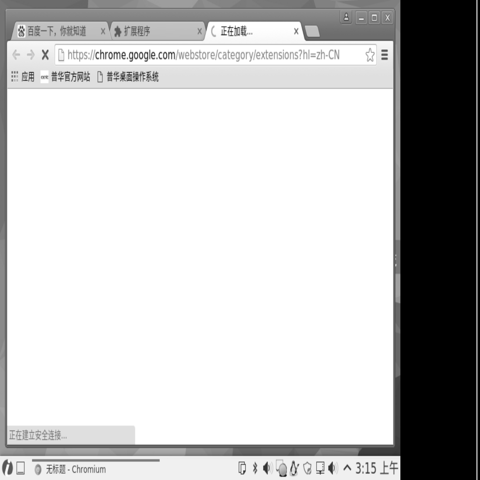 百度一下，你就知道
扩展程序
正在加载...
https://chrome.google.com/webstore/category/extensions?hl=zh-CN
应用 普华官方网站 普华桌面操作系统
正在建立安全连接...
无标题 - Chromium
3:15 上午